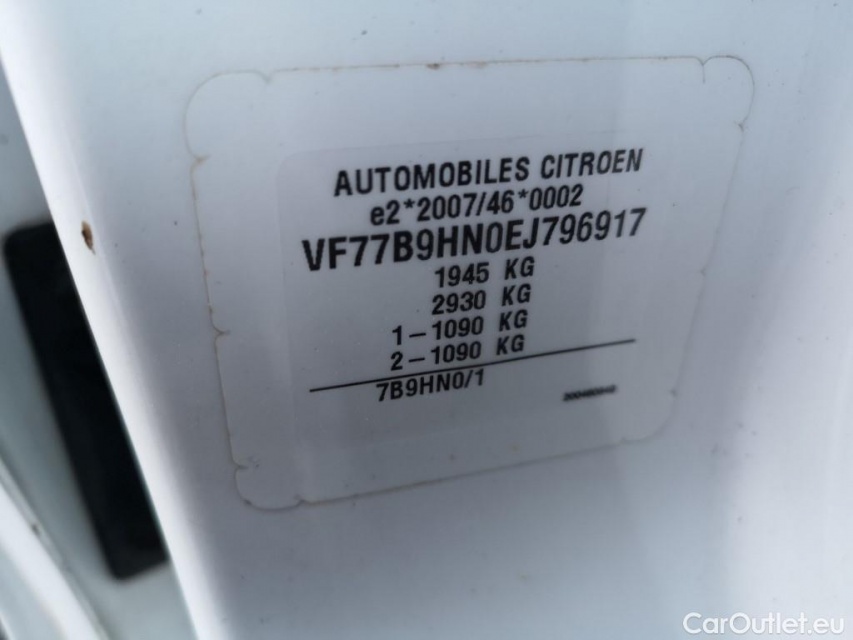 AUTOMOBILES CITROEN
e2*2007/46*0002
VF77B9HN0EJ796917
1945 KG
2930 KG
1-1090 KG
2-1090 KG
7B9HN0/1
CarOutlet.eu